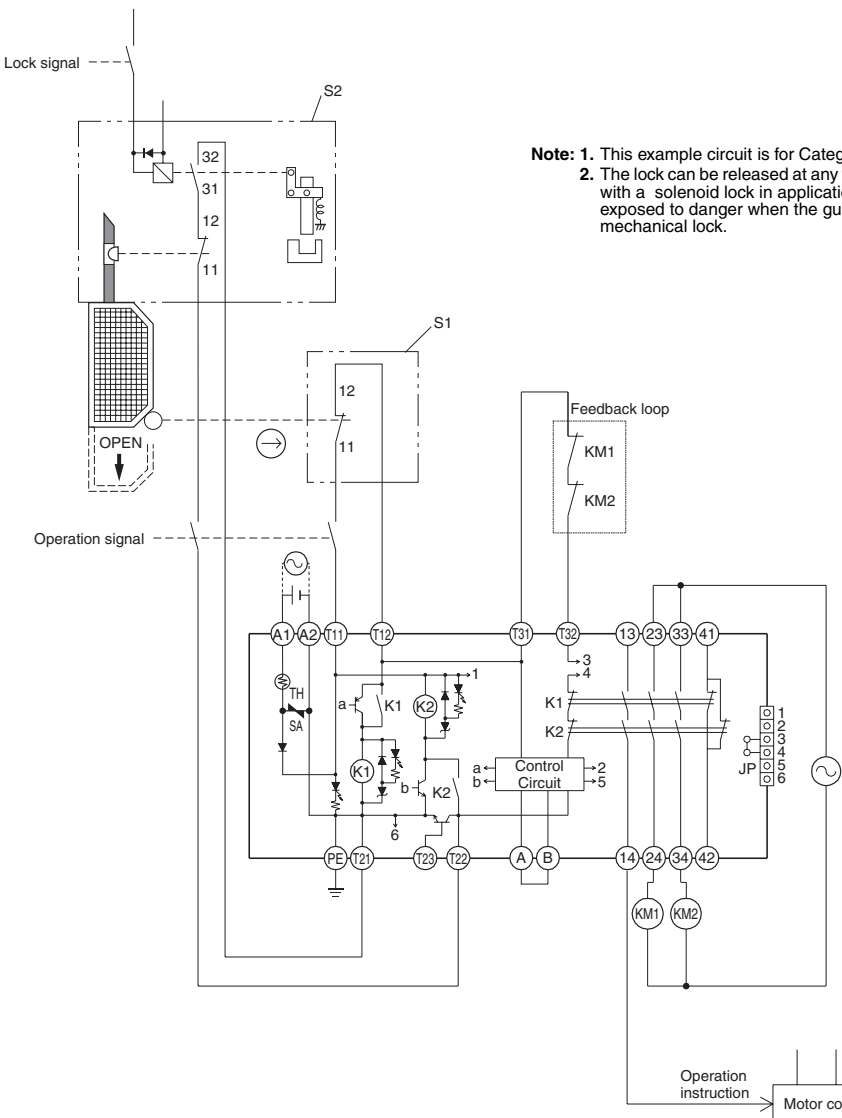 Lock signal
S2
32
31
12
11
Note: 1. This example circuit is for
2. The lock can be released at any
with a solenoid lock in
exposed to danger when the
mechanical lock.
S1
12
11
OPEN
Feedback loop
KM1
KM2
Operation signal
A1 A2 T11 T12 T31 T32 13 23 33 41
1
3
4
TH
SA
a
K1
K2
K1
K2
K1
b
K2
6
a
b
Control
Circuit
2
5
JP
1
2
3
4
5
6
PE T21 T23 T22 A B 14 24 34 42
KM1
KM2
Operation
instruction
Motor